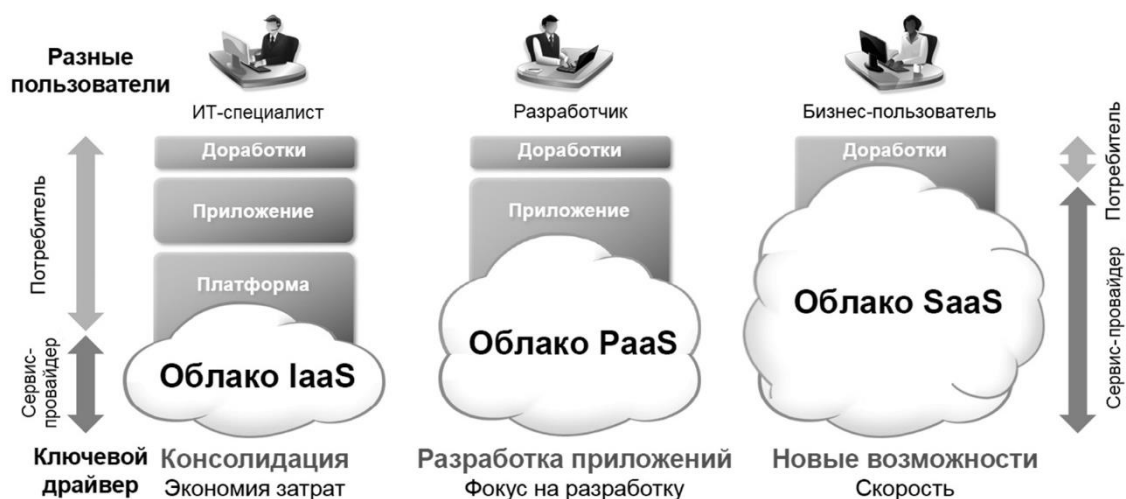 Разные
пользователи
ИТ-специалист
Разработчик
Бизнес-пользователь
Потребитель
Сервис-
провайдер
Доработки
Приложение
Платформа
Облако IaaS
Доработки
Приложение
Облако PaaS
Доработки
Облако SaaS
Потребитель
Сервис-провайдер
Ключевой
драйвер
Консолидация
Экономия затрат
Разработка приложений
Фокус на разработку
Новые возможности
Скорость